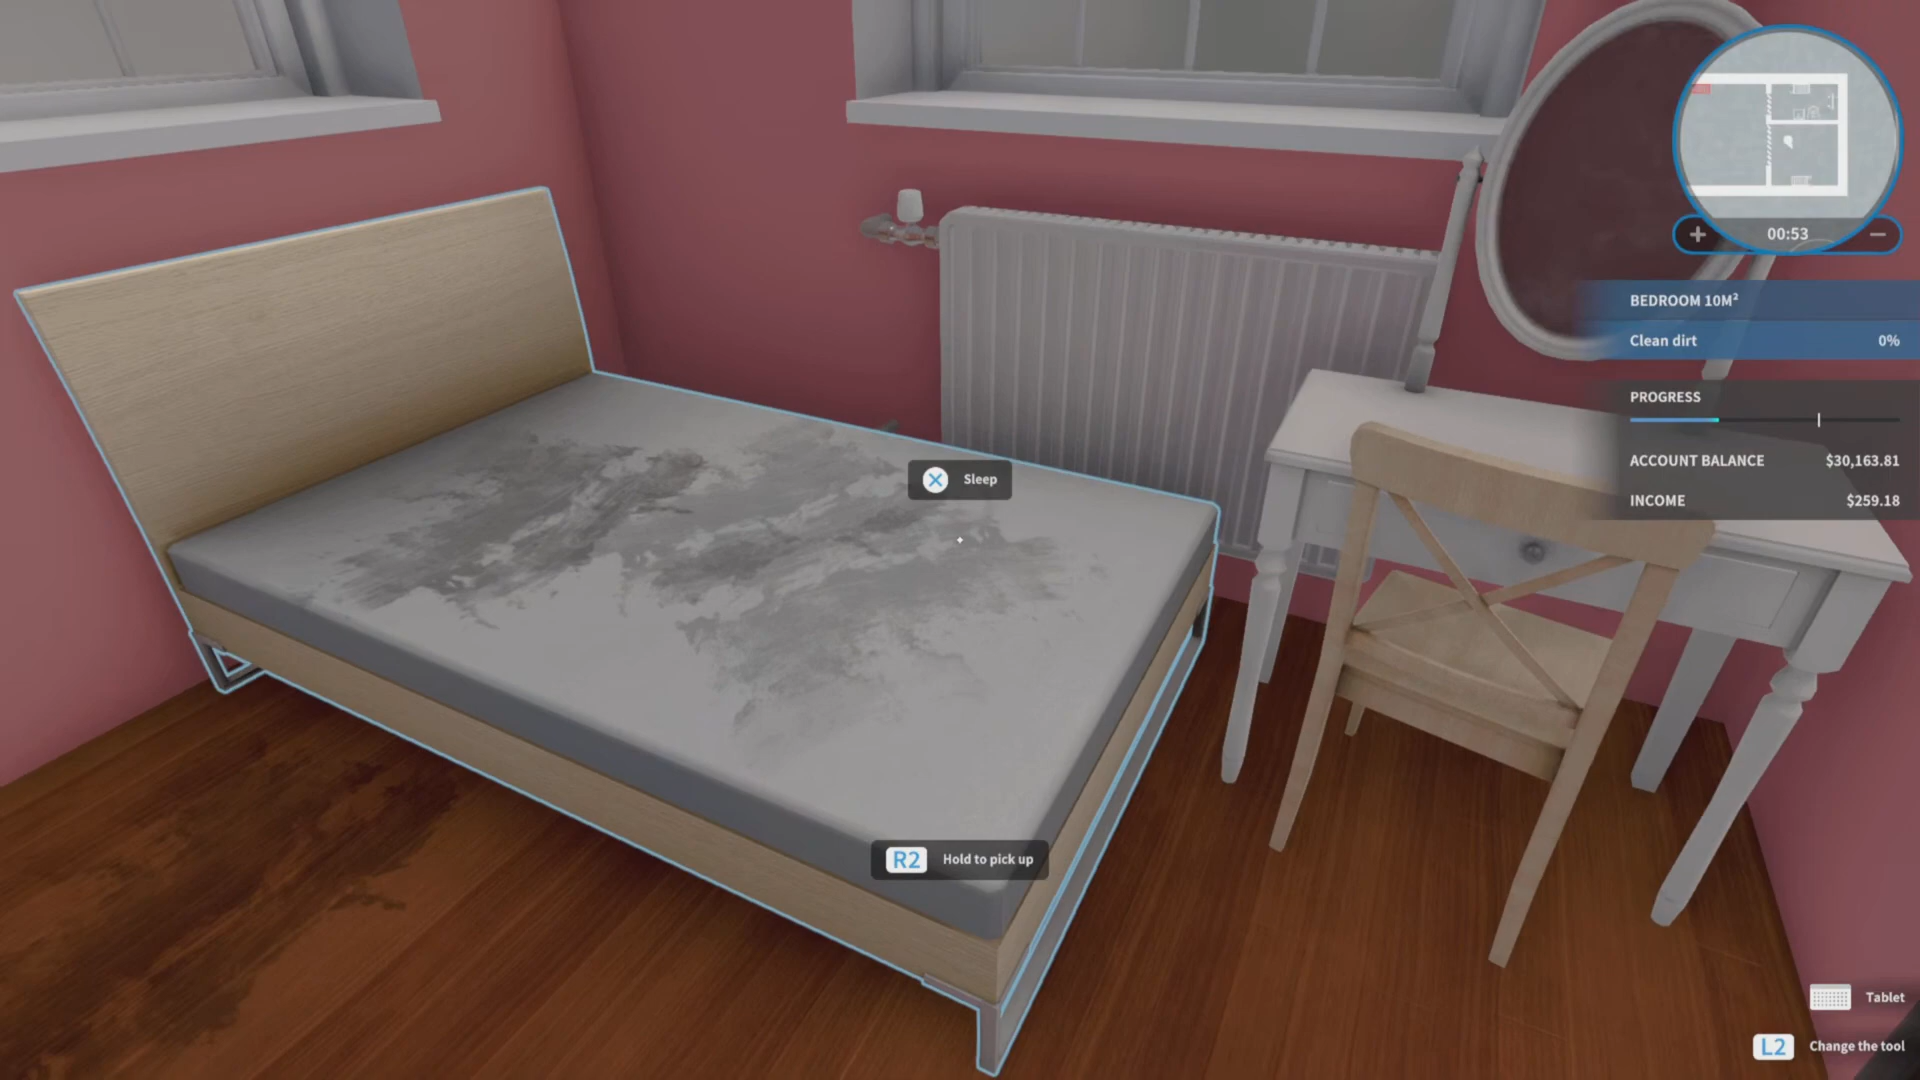 + 00:53 −
BEDROOM 10M²
Clean dirt 0%
PROGRESS
ACCOUNT BALANCE $30,163.81
INCOME $259.18
Sleep
R2 Hold to pick up
Tablet
L2 Change the tool